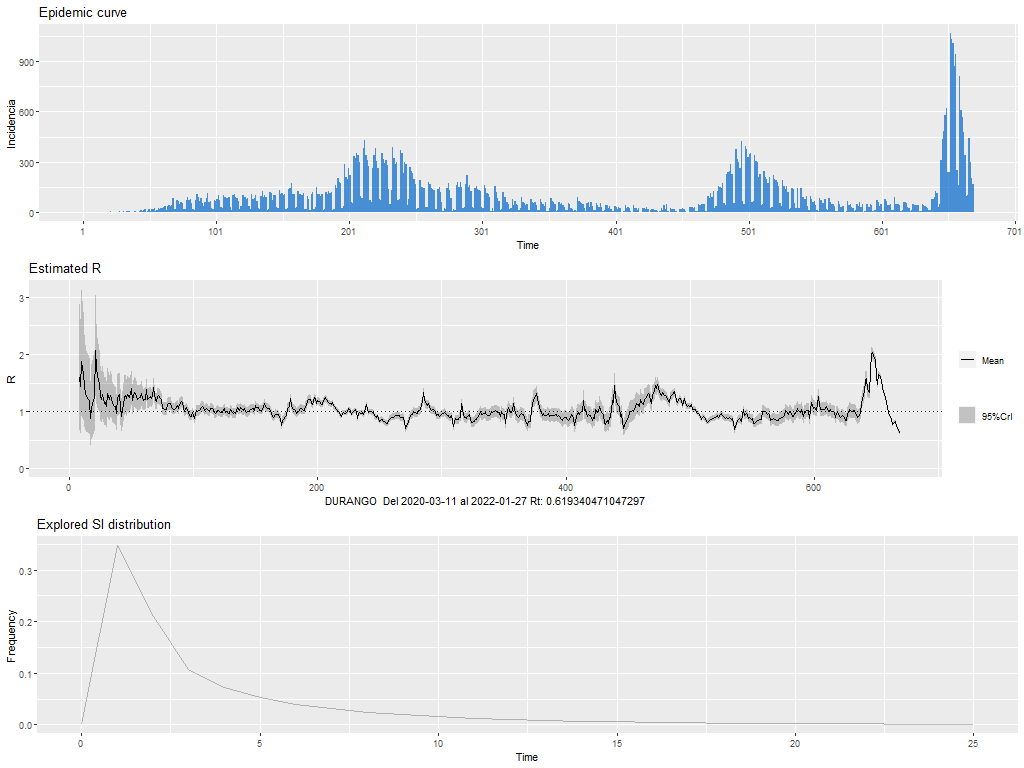 Epidemic curve
Incidencia
900
600
300
0
1 101 201 301 401 501 601 701
Time
Estimated R
R
3
2
1
0
0 200 400 600
DURANGO Del 2020-03-11 al 2022-01-27 Rt: 0.619340471047297
Mean
95%CrI
Explored SI distribution
Frequency
0.3
0.2
0.1
0.0
0 5 10 15 20 25
Time